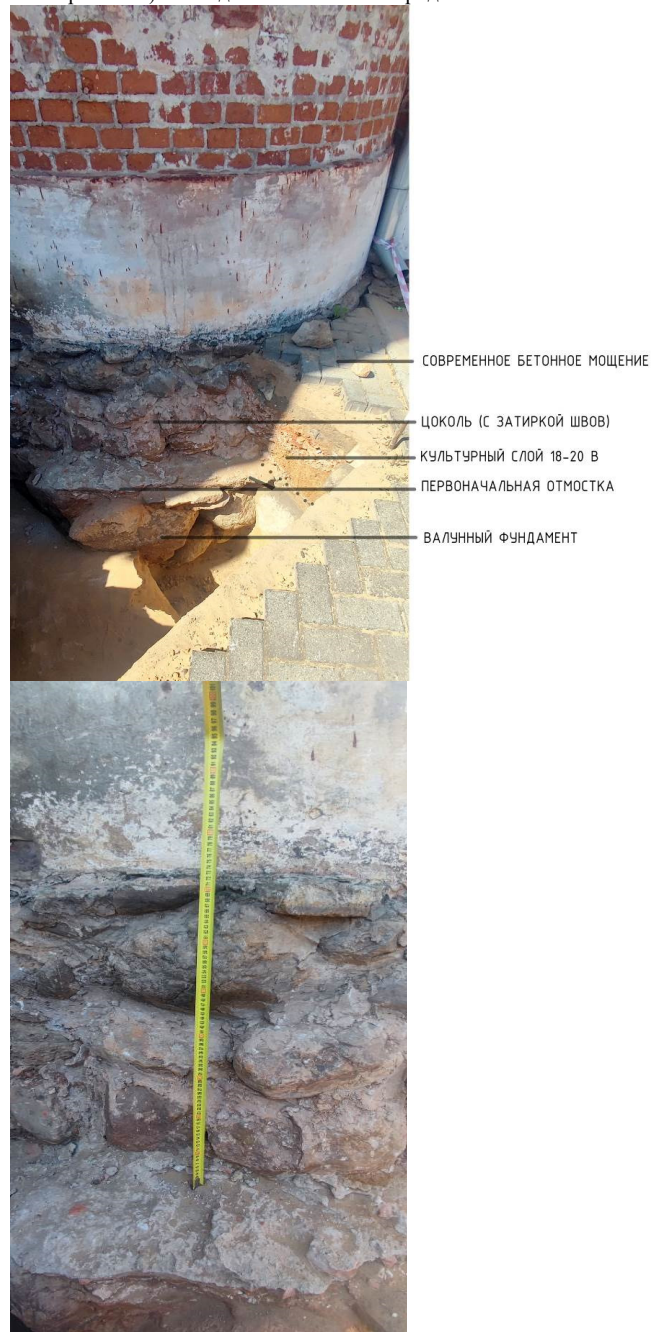 СОВРЕМЕННОЕ БЕТОННОЕ МОЩЕНИЕ
ЦОКОЛЬ (С ЗАТИРКОЙ ШВОВ)
КУЛЬТУРНЫЙ СЛОЙ 18-20 В
ПЕРВОНАЧАЛЬНАЯ ОТМОСТКА
ВАЛУННЫЙ ФУНДАМЕНТ